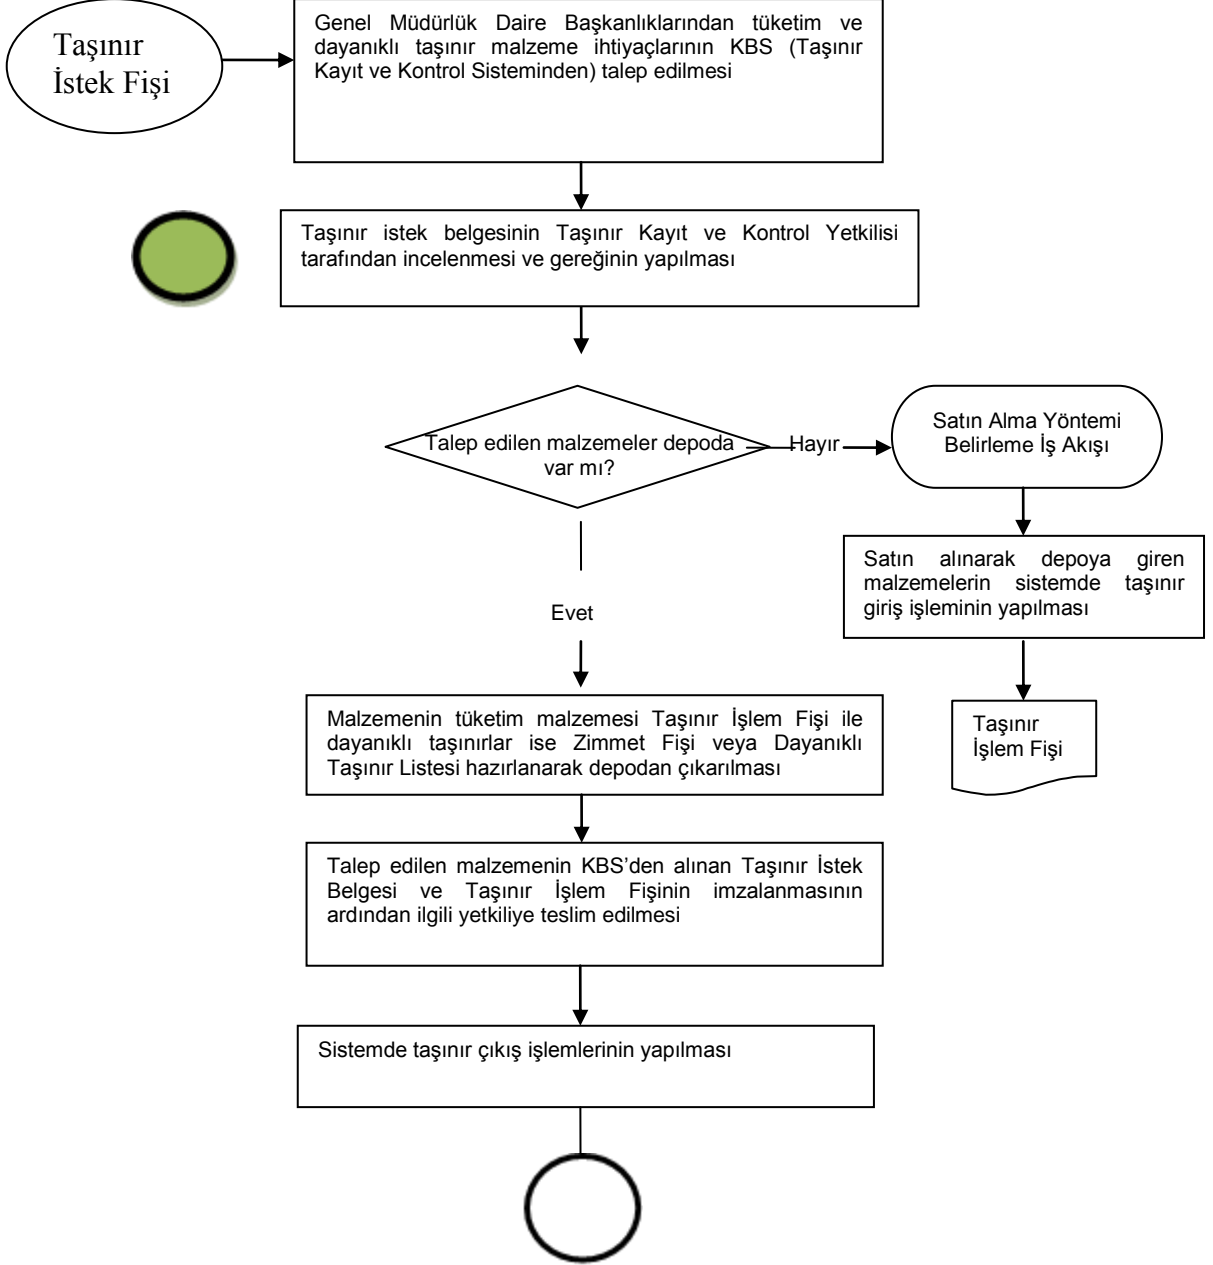 Taşınır
İstek Fişi
Genel Müdürlük Daire Başkanlıklarından tüketim ve
dayanıklı taşınır malzeme ihtiyaçlarının KBS (Taşınır
Kayıt ve Kontrol Sisteminden) talep edilmesi
Taşınır istek belgesinin Taşınır Kayıt ve Kontrol Yetkilisi
tarafından incelenmesi ve gereğinin yapılması
Talep edilen malzemeler depoda
var mı?
Hayır
Satın Alma Yöntemi
Belirleme İş Akışı
Satın alınarak depoya giren
malzemelerin sistemde taşınır
giriş işleminin yapılması
Taşınır
İşlem Fişi
Evet
Malzemenin tüketim malzemesi Taşınır İşlem Fişi ile
dayanıklı taşınırlar ise Zimmet Fişi veya Dayanıklı
Taşınır Listesi hazırlanarak depodan çıkarılması
Talep edilen malzemenin KBS’den alınan Taşınır İstek
Belgesi ve Taşınır İşlem Fişinin imzalanmasının
ardından ilgili yetkiliye teslim edilmesi
Sistemde taşınır çıkış işlemlerinin yapılması